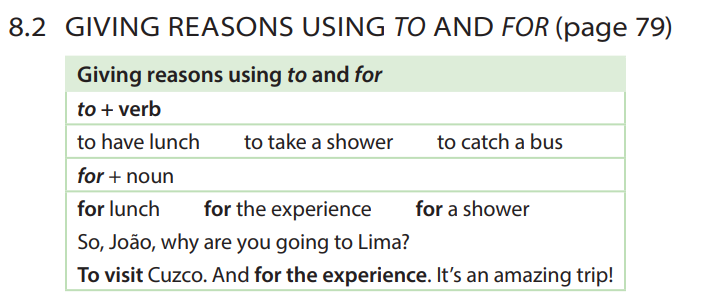 8.2 GIVING REASONS USING TO AND FOR (page 79)
Giving reasons using to and for
to + verb
to have lunch to take a shower to catch a bus
for + noun
for lunch for the experience for a shower
So, João, why are you going to Lima?
To visit Cuzco. And for the experience. It’s an amazing trip!